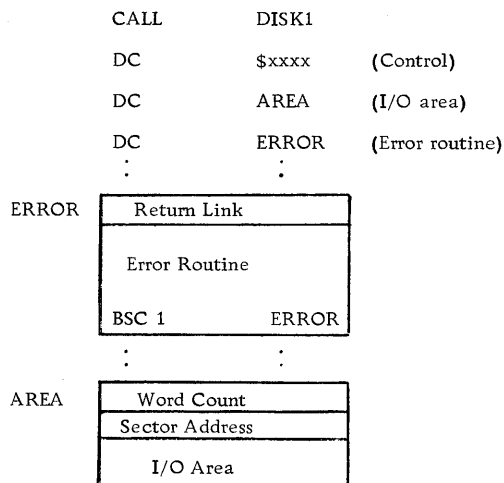 CALL DISK1
DC $xxxx (Control)
DC AREA (I/O area)
DC ERROR (Error routine)
: :
ERROR Return Link
Error Routine
BSC 1 ERROR
: :
AREA Word Count
Sector Address
I/O Area